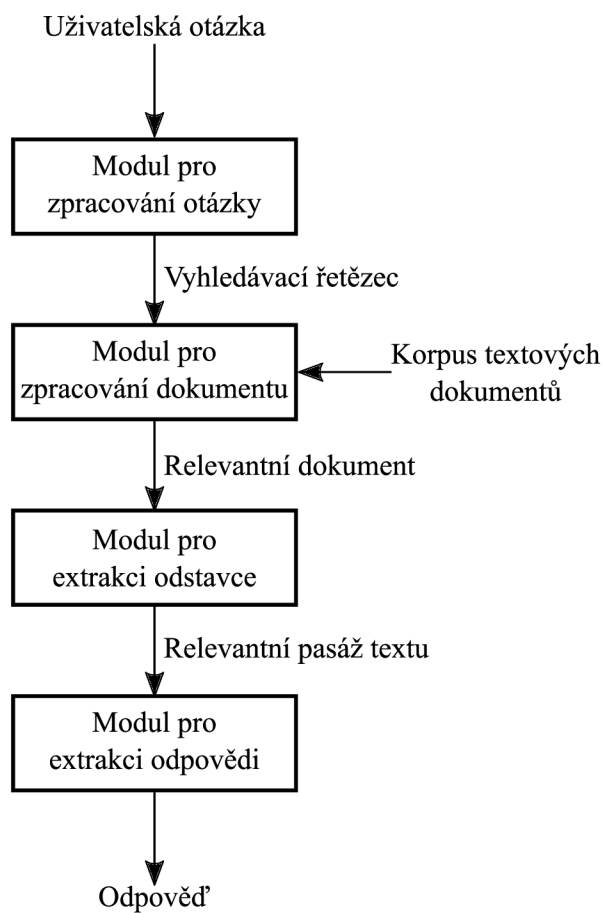 Uživatelská otázka
Modul pro
zpracování otázky
Vyhledávací řetězec
Modul pro
zpracování dokumentu
Korpus textových
dokumentů
Relevantní dokument
Modul pro
extrakci odstavce
Relevantní pasáž textu
Modul pro
extrakci odpovědi
Odpověď